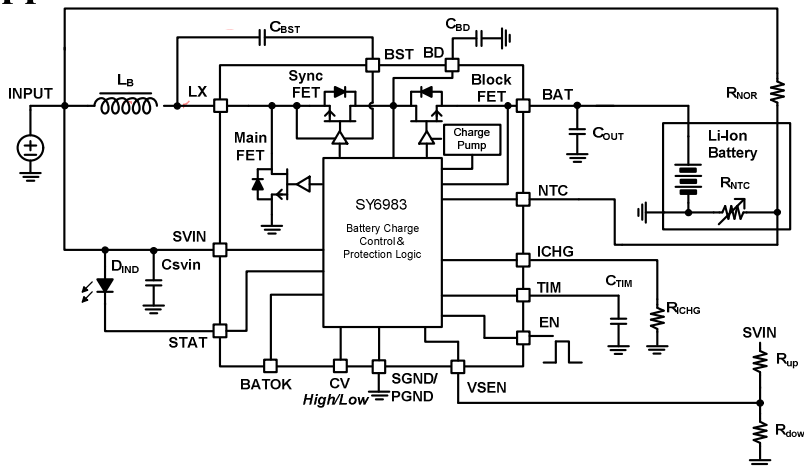 CBST
CBD
BST
BD
LB
LX
INPUT
Sync
FET
Block
FET
BAT
RNOR
Main
FET
Charge
Pump
COUT
Li-Ion
Battery
RNTC
SY6983
Battery Charge
Control&
Protection Logic
NTC
SVIN
DIND
Csvin
ICHG
TIM
CTIM
RICHG
STAT
EN
SVIN
BATOK
CV
High/Low
SGND/
PGND
VSEN
Rup
Rdow